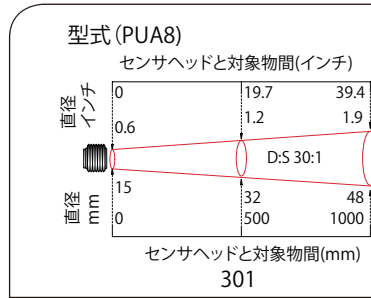 型式(PUA8)
センサヘッドと対象物間(インチ)
直径
インチ
0 19.7 39.4
0.6 1.2 1.9
D:S 30:1
直径
mm
15 32 48
0 500 1000
センサヘッドと対象物間(mm)
301